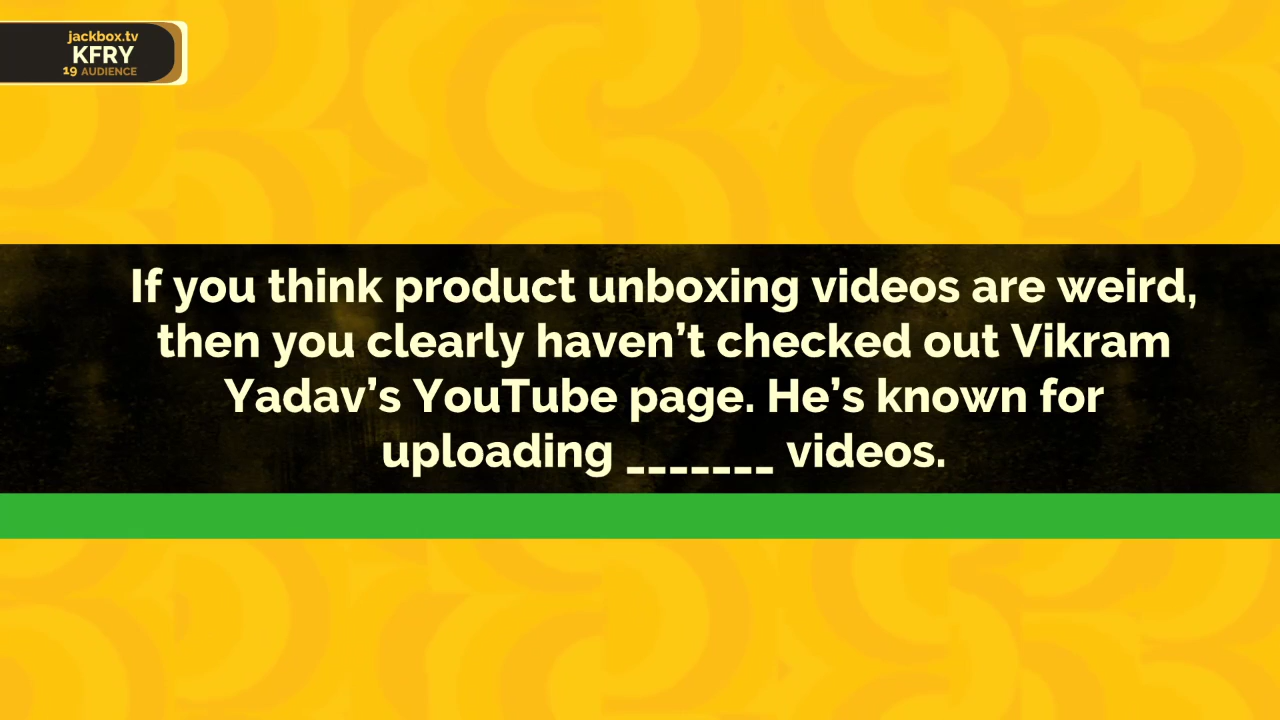 jackbox.tv
KFRY
19 AUDIENCE
If you think product unboxing videos are weird,
then you clearly haven’t checked out Vikram
Yadav’s YouTube page. He’s known for
uploading _______ videos.